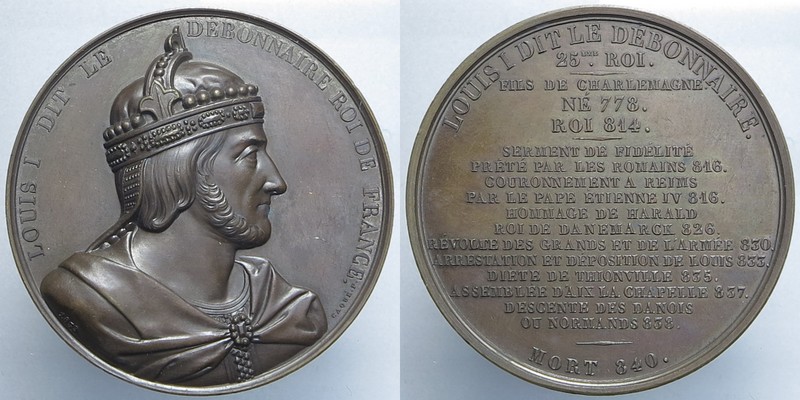 LOUIS I DIT LE DEBONNAIRE ROI DE FRANCE
CAQUÉ F.
LOUIS I DIT LE DEBONNAIRE.
25ME ROI.
FILS DE CHARLEMAGNE.
NÉ 778.
ROI 814.
SERMENT DE FIDÉLITÉ
PRÊTÉ PAR LES ROMAINS 816.
COURONNEMENT A REIMS
PAR LE PAPE ETIENNE IV 816.
HOMMAGE DE HARALD
ROI DE DANEMARCK 826.
RÉVOLTE DES GRANDS ET DE L'ARMÉE 830.
ARRESTATION ET DÉPOSITION DE LOUIS 833.
DIÈTE DE THIONVILLE 835.
ASSEMBLÉE D'AIX LA CHAPELLE 837.
DESCENTE DES DANOIS
OU NORMANDS 838.
MORT 840.